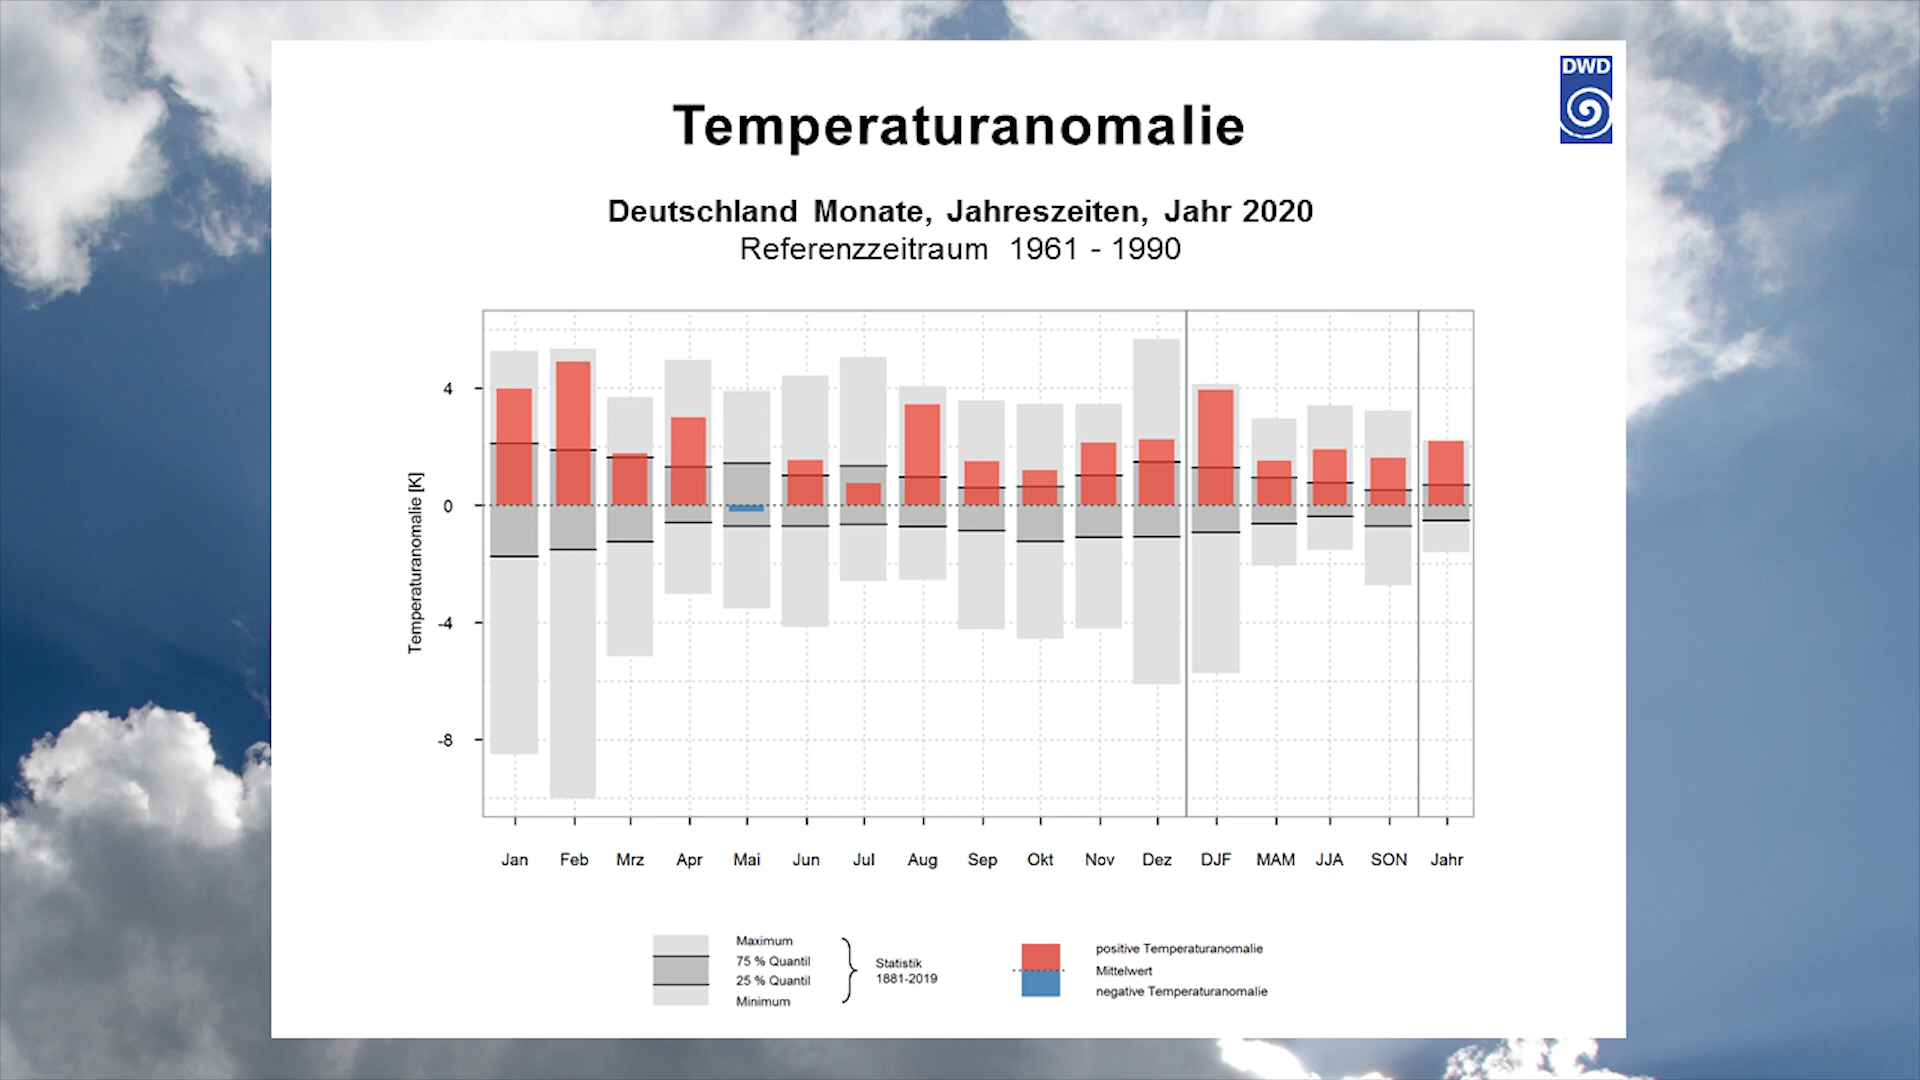 DWD
Temperaturanomalie
Deutschland Monate, Jahreszeiten, Jahr 2020
Referenzzeitraum 1961 - 1990
Temperaturanomalie [K]
4
0
-4
-8
Jan Feb Mrz Apr Mai Jun Jul Aug Sep Okt Nov Dez DJF MAM JJA SON Jahr
Maximum
75 % Quantil
25 % Quantil
Minimum
Statistik
1881-2019
positive Temperaturanomalie
Mittelwert
negative Temperaturanomalie